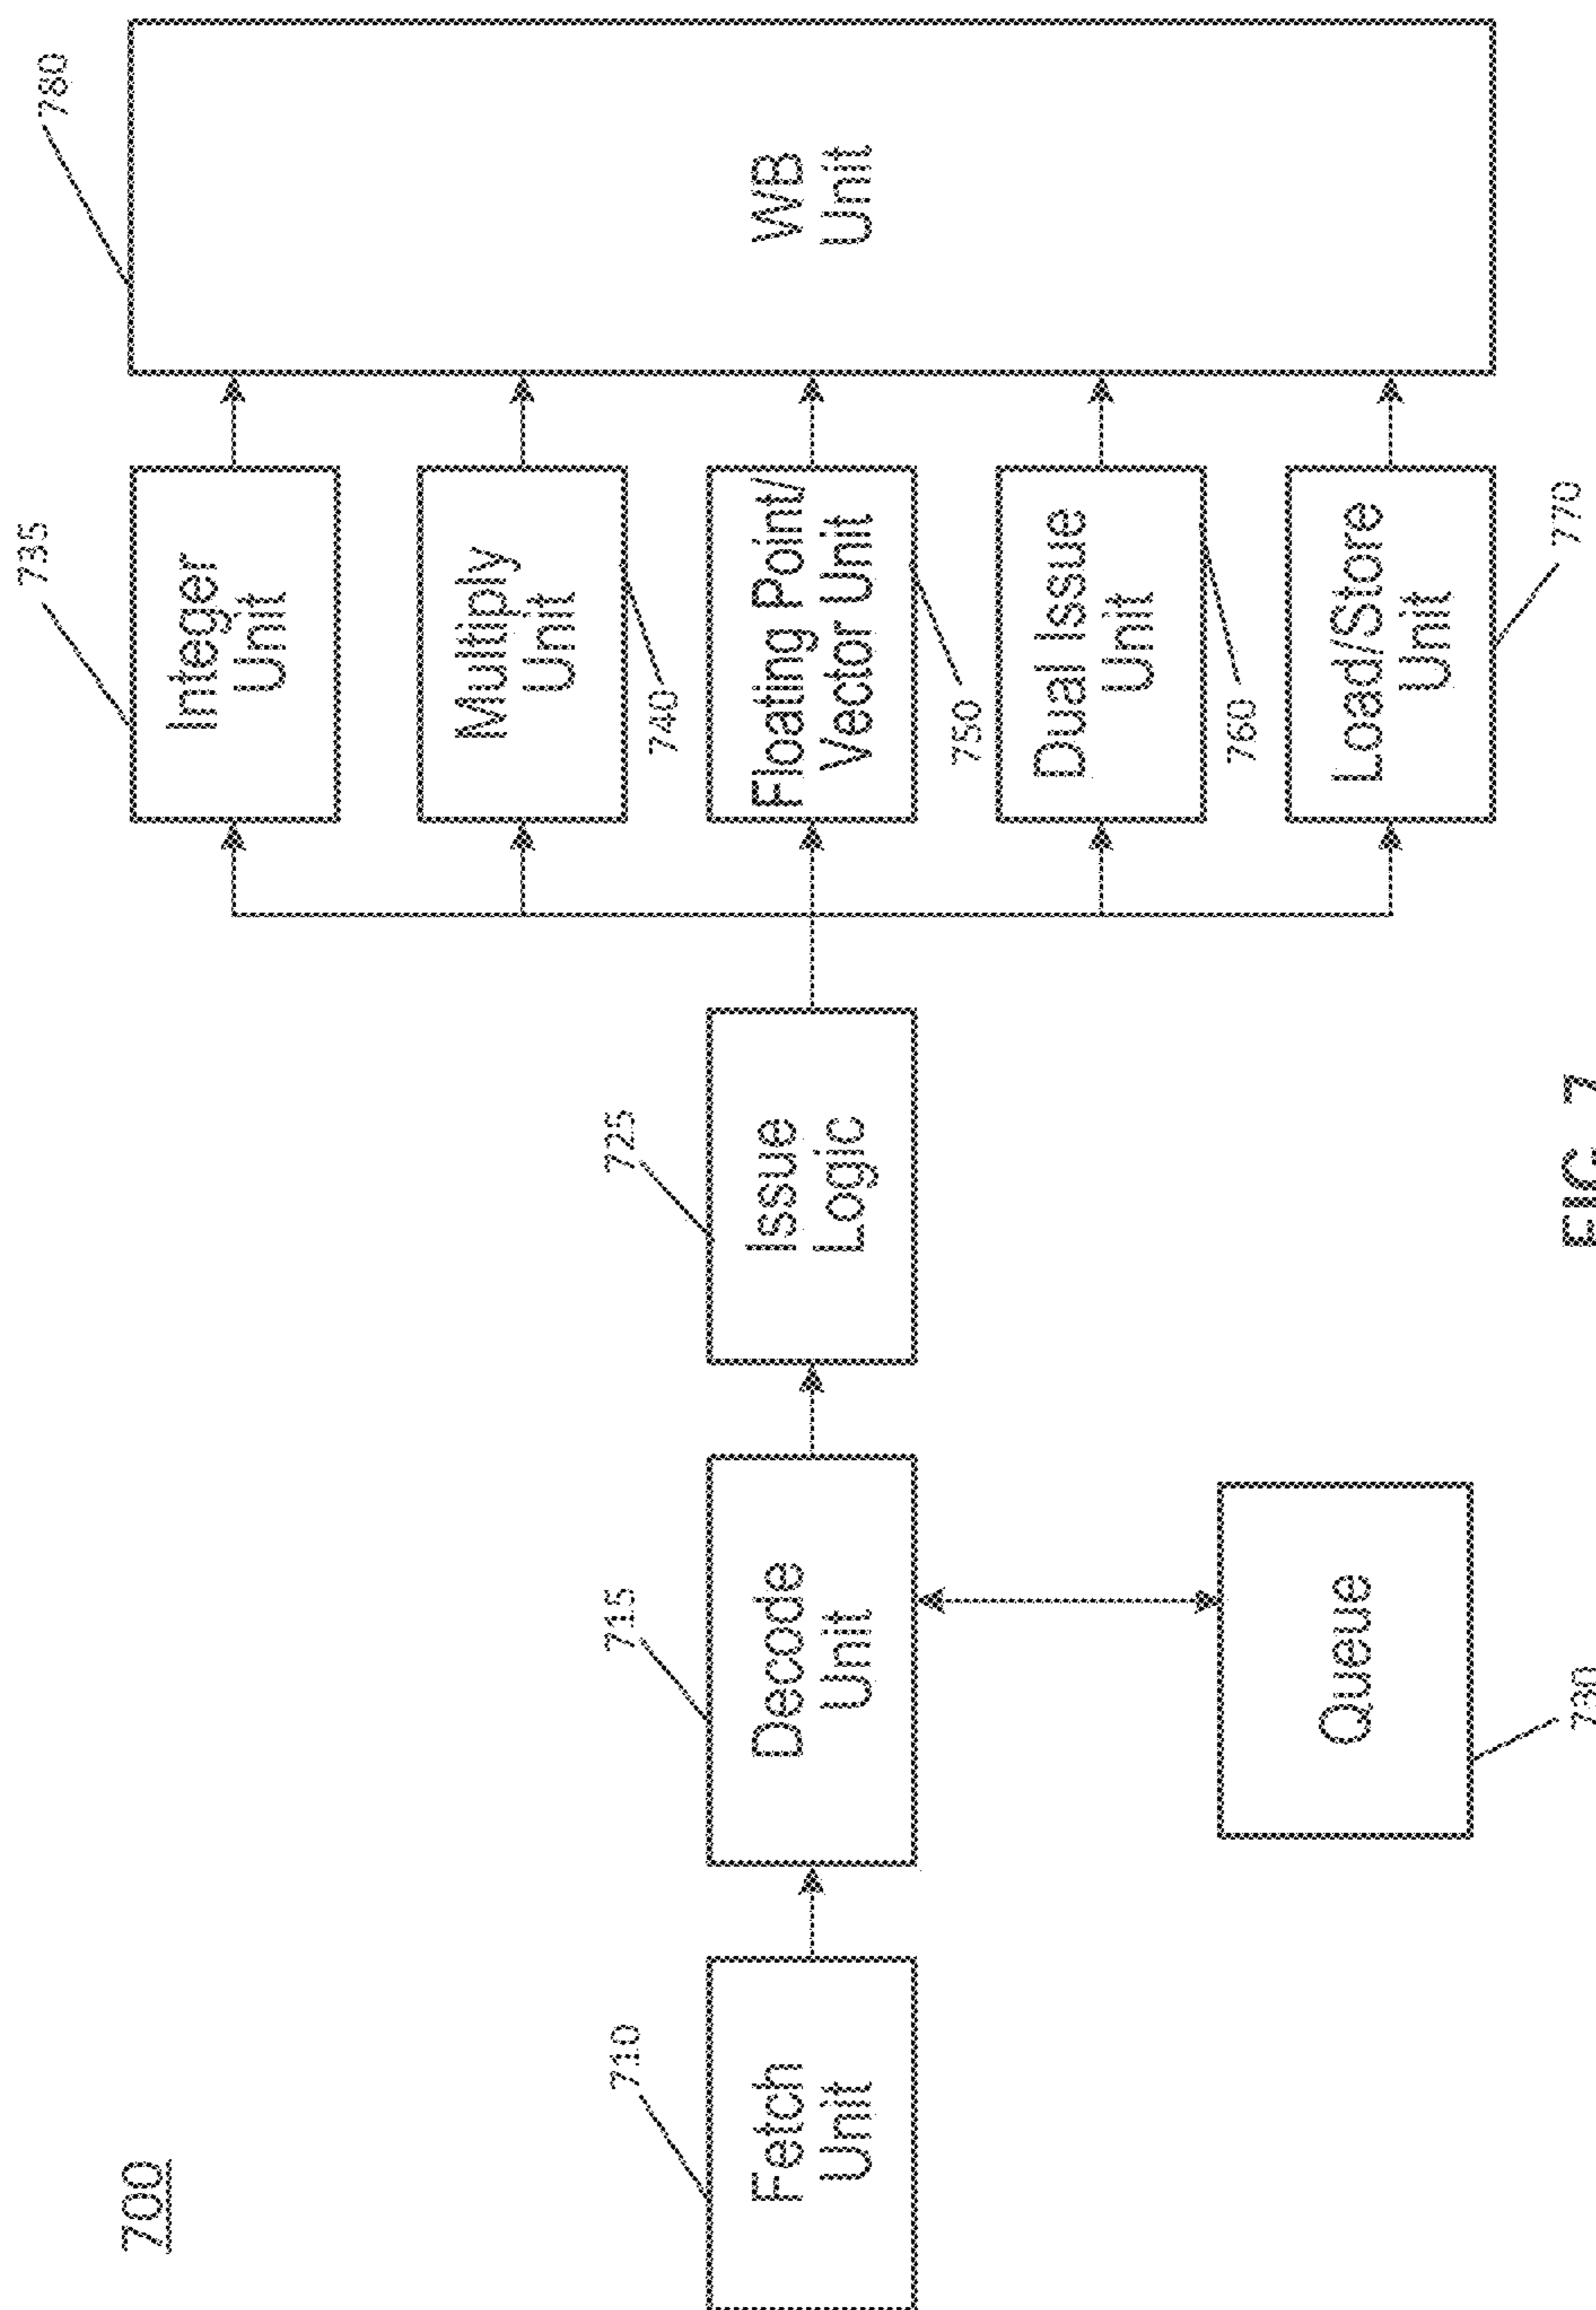 700
710
Fetch
Unit
715
Decode
Unit
Queue
730
725
Issue
Logic
735
Integer
Unit
Multiply
Unit
740
Floating Point/
Vector Unit
750
Dual Issue
Unit
760
Load/Store
Unit
770
780
WB
Unit
FIG. 7